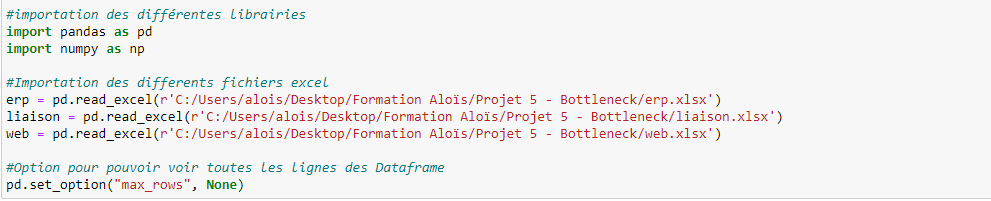 #importation des différentes librairies
import pandas as pd
import numpy as np
#Importation des differents fichiers excel
erp = pd.read_excel(r'C:/Users/alois/Desktop/Formation Aloïs/Projet 5 - Bottleneck/erp.xlsx')
liaison = pd.read_excel(r'C:/Users/alois/Desktop/Formation Aloïs/Projet 5 - Bottleneck/liaison.xlsx')
web = pd.read_excel(r'C:/Users/alois/Desktop/Formation Aloïs/Projet 5 - Bottleneck/web.xlsx')
#Option pour pouvoir voir toutes les lignes des Dataframe
pd.set_option("max_rows", None)